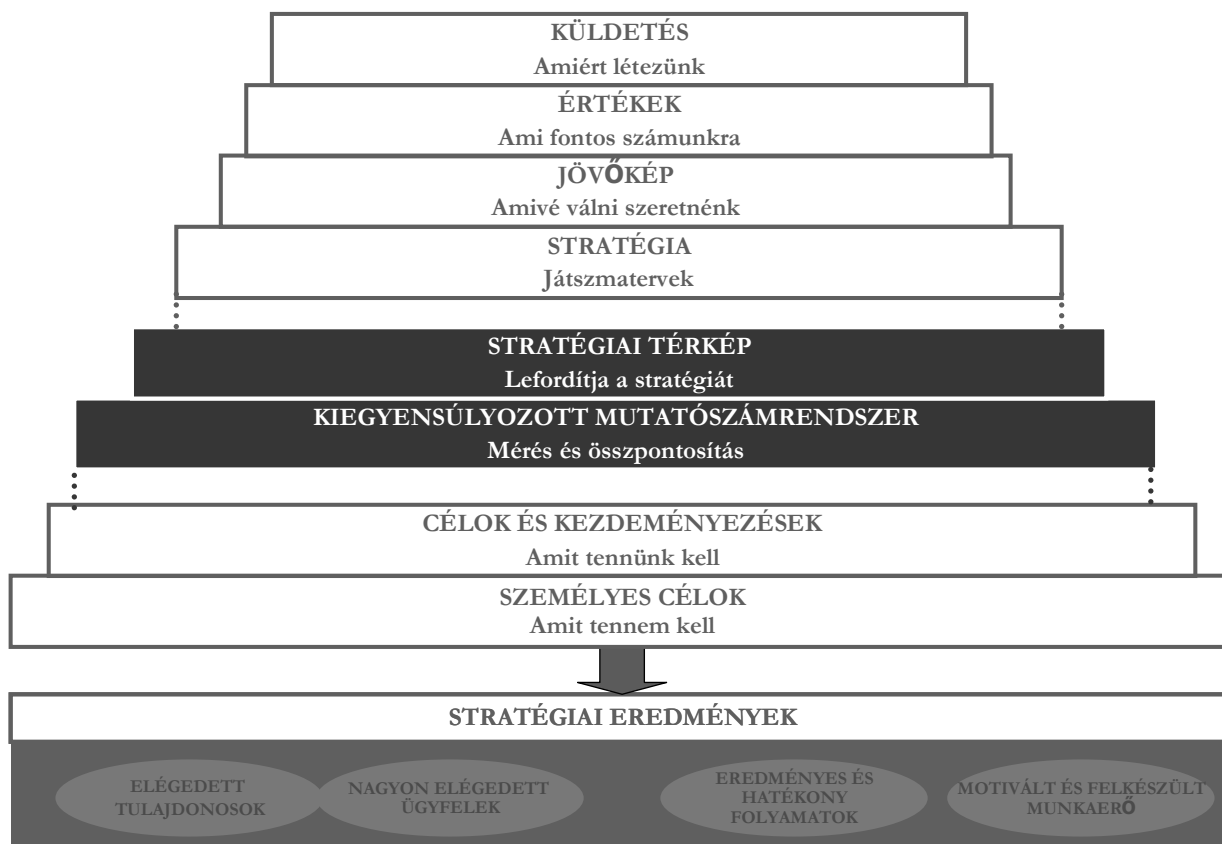 KÜLDETÉS
Amiért létezünk
ÉRTÉKEK
Ami fontos számunkra
JÖVŐKÉP
Amivé válni szeretnénk
STRATÉGIA
Játszmatervek
STRATÉGIAI TÉRKÉP
Lefordítja a stratégiát
KIEGYENSÚLYOZOTT MUTATÓSZÁMRENDSZER
Mérés és összpontosítás
CÉLOK ÉS KEZDEMÉNYEZÉSEK
Amit tennünk kell
SZEMÉLYES CÉLOK
Amit tennem kell
STRATÉGIAI EREDMÉNYEK
ELÉGEDETT
TULAJDONOSOK
NAGYON ELÉGEDETT
ÜGYFELEK
EREDMÉNYES ÉS
HATÉKONY
FOLYAMATOK
MOTIVÁLT ÉS FELKÉSZÜLT
MUNKAERŐ